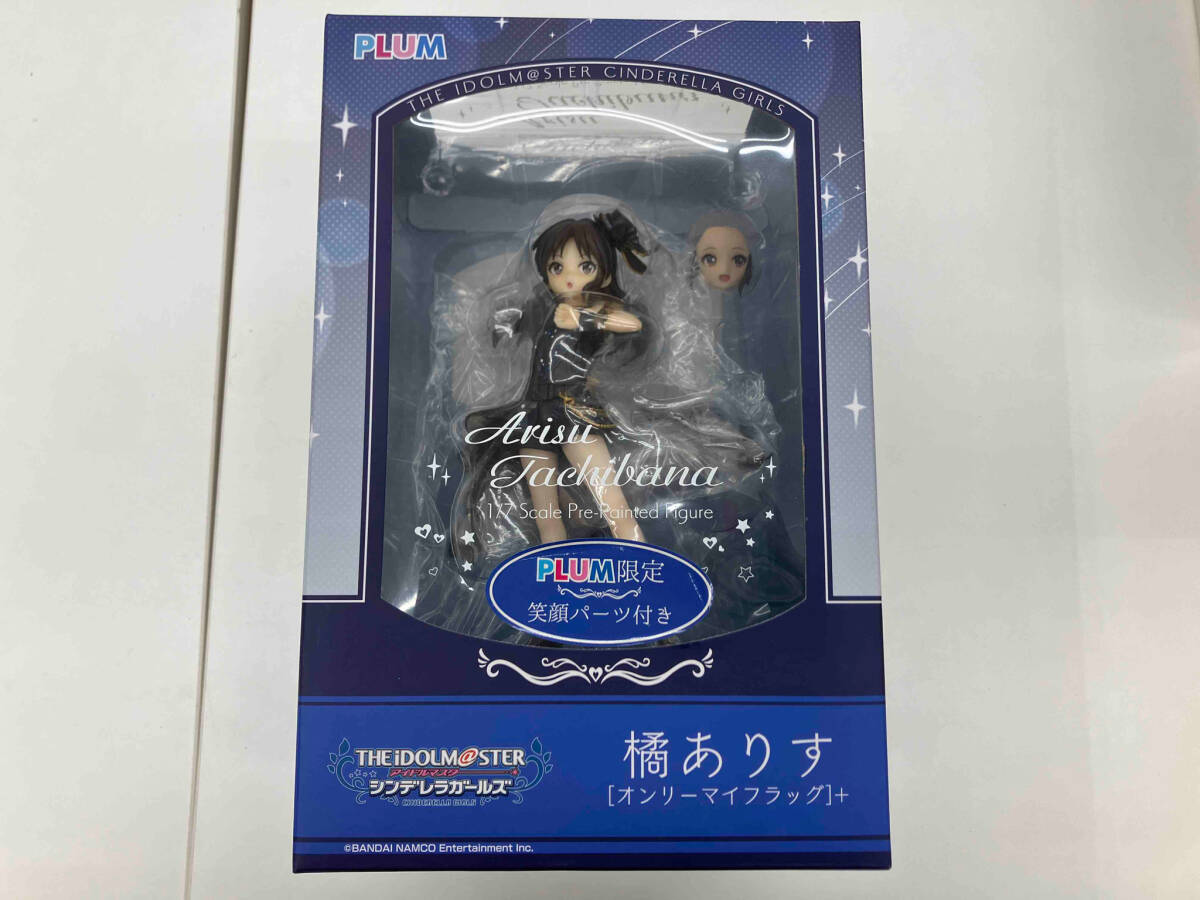 PLUM
THE IDOLM@STER CINDERELLA GIRLS
Arisu
Tachibana
Arisu
Tachibana
1/7 Scale Pre-Painted Figure
PLUM限定
笑顔パーツ付き
THE iDOLM@STER
アイドルマスター
シンデレラガールズ
CINDERELLA GIRLS
橘ありす
[オンリーマイフラッグ]+
©BANDAI NAMCO Entertainment Inc.